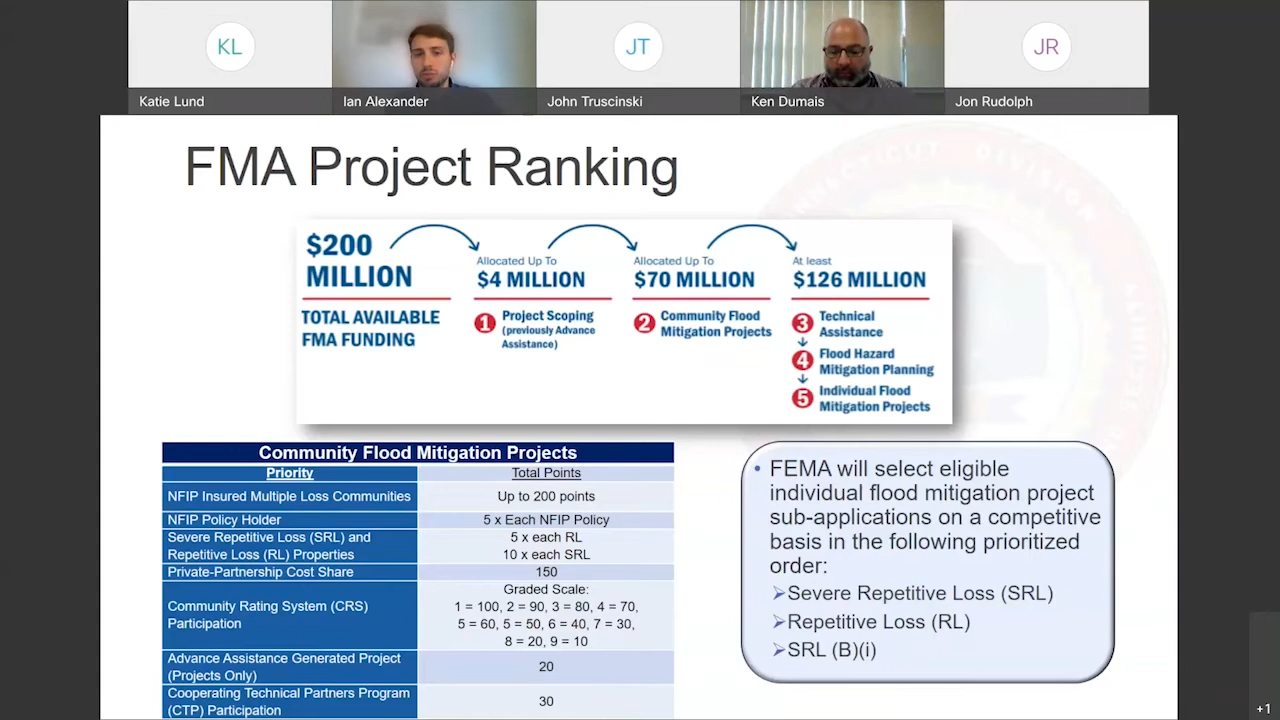 KL
JT
JR
Katie Lund
Ian Alexander
John Truscinski
Ken Dumais
Jon Rudolph
FMA Project Ranking
$200
MILLION
TOTAL AVAILABLE
FMA FUNDING
Allocated Up To
$4 MILLION
1 Project Scoping
(previously Advance
Assistance)
Allocated Up To
$70 MILLION
2 Community Flood
Mitigation Projects
At least
$126 MILLION
3 Technical
Assistance
4 Flood Hazard
Mitigation Planning
5 Individual Flood
Mitigation Projects
Community Flood Mitigation Projects
Priority Total Points
NFIP Insured Multiple Loss Communities Up to 200 points
NFIP Policy Holder 5 x Each NFIP Policy
Severe Repetitive Loss (SRL) and
Repetitive Loss (RL) Properties
5 x each RL
10 x each SRL
Private-Partnership Cost Share 150
Community Rating System (CRS)
Participation
Graded Scale:
1 = 100, 2 = 90, 3 = 80, 4 = 70,
5 = 60, 5 = 50, 6 = 40, 7 = 30,
8 = 20, 9 = 10
Advance Assistance Generated Project
(Projects Only)
20
Cooperating Technical Partners Program
(CTP) Participation
30
• FEMA will select eligible
individual flood mitigation project
sub-applications on a competitive
basis in the following prioritized
order:
➢Severe Repetitive Loss (SRL)
➢Repetitive Loss (RL)
➢SRL (B)(i)
+1